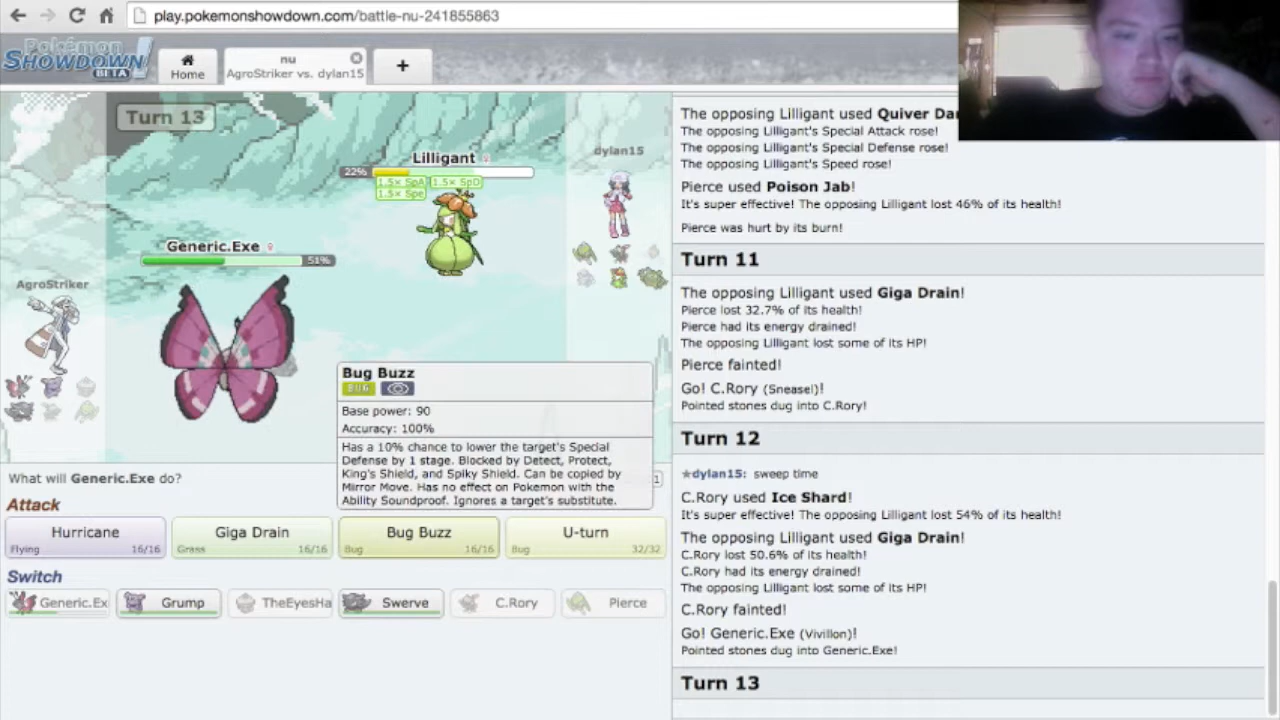 play.pokemonshowdown.com/battle-nu-241855863
Pokémon
SHOWDOWN!
BETA
Home
nu
AgroStriker vs. dylan15
+
Turn 13
Lilligant
22%
1.5× SpA 1.5× SpD
1.5× Spe
dylan15
Generic.Exe
51%
AgroStriker
Bug Buzz
BUG
Base power: 90
Accuracy: 100%
Has a 10% chance to lower the target's Special
Defense by 1 stage. Blocked by Detect, Protect,
King's Shield, and Spiky Shield. Can be copied by
Mirror Move. Has no effect on Pokemon with the
Ability Soundproof. Ignores a target's substitute.
What will Generic.Exe do?
Attack
Hurricane
Flying 16/16
Giga Drain
Grass 16/16
Bug Buzz
Bug 16/16
U-turn
Bug 32/32
Switch
Generic.Ex
Grump
TheEyesHa
Swerve
C.Rory
Pierce
The opposing Lilligant used Quiver Da
The opposing Lilligant's Special Attack rose!
The opposing Lilligant's Special Defense rose!
The opposing Lilligant's Speed rose!
Pierce used Poison Jab!
It's super effective! The opposing Lilligant lost 46% of its health!
Pierce was hurt by its burn!
Turn 11
The opposing Lilligant used Giga Drain!
Pierce lost 32.7% of its health!
Pierce had its energy drained!
The opposing Lilligant lost some of its HP!
Pierce fainted!
Go! C.Rory (Sneasel)!
Pointed stones dug into C.Rory!
Turn 12
★dylan15: sweep time
C.Rory used Ice Shard!
It's super effective! The opposing Lilligant lost 54% of its health!
The opposing Lilligant used Giga Drain!
C.Rory lost 50.6% of its health!
C.Rory had its energy drained!
The opposing Lilligant lost some of its HP!
C.Rory fainted!
Go! Generic.Exe (Vivillon)!
Pointed stones dug into Generic.Exe!
Turn 13